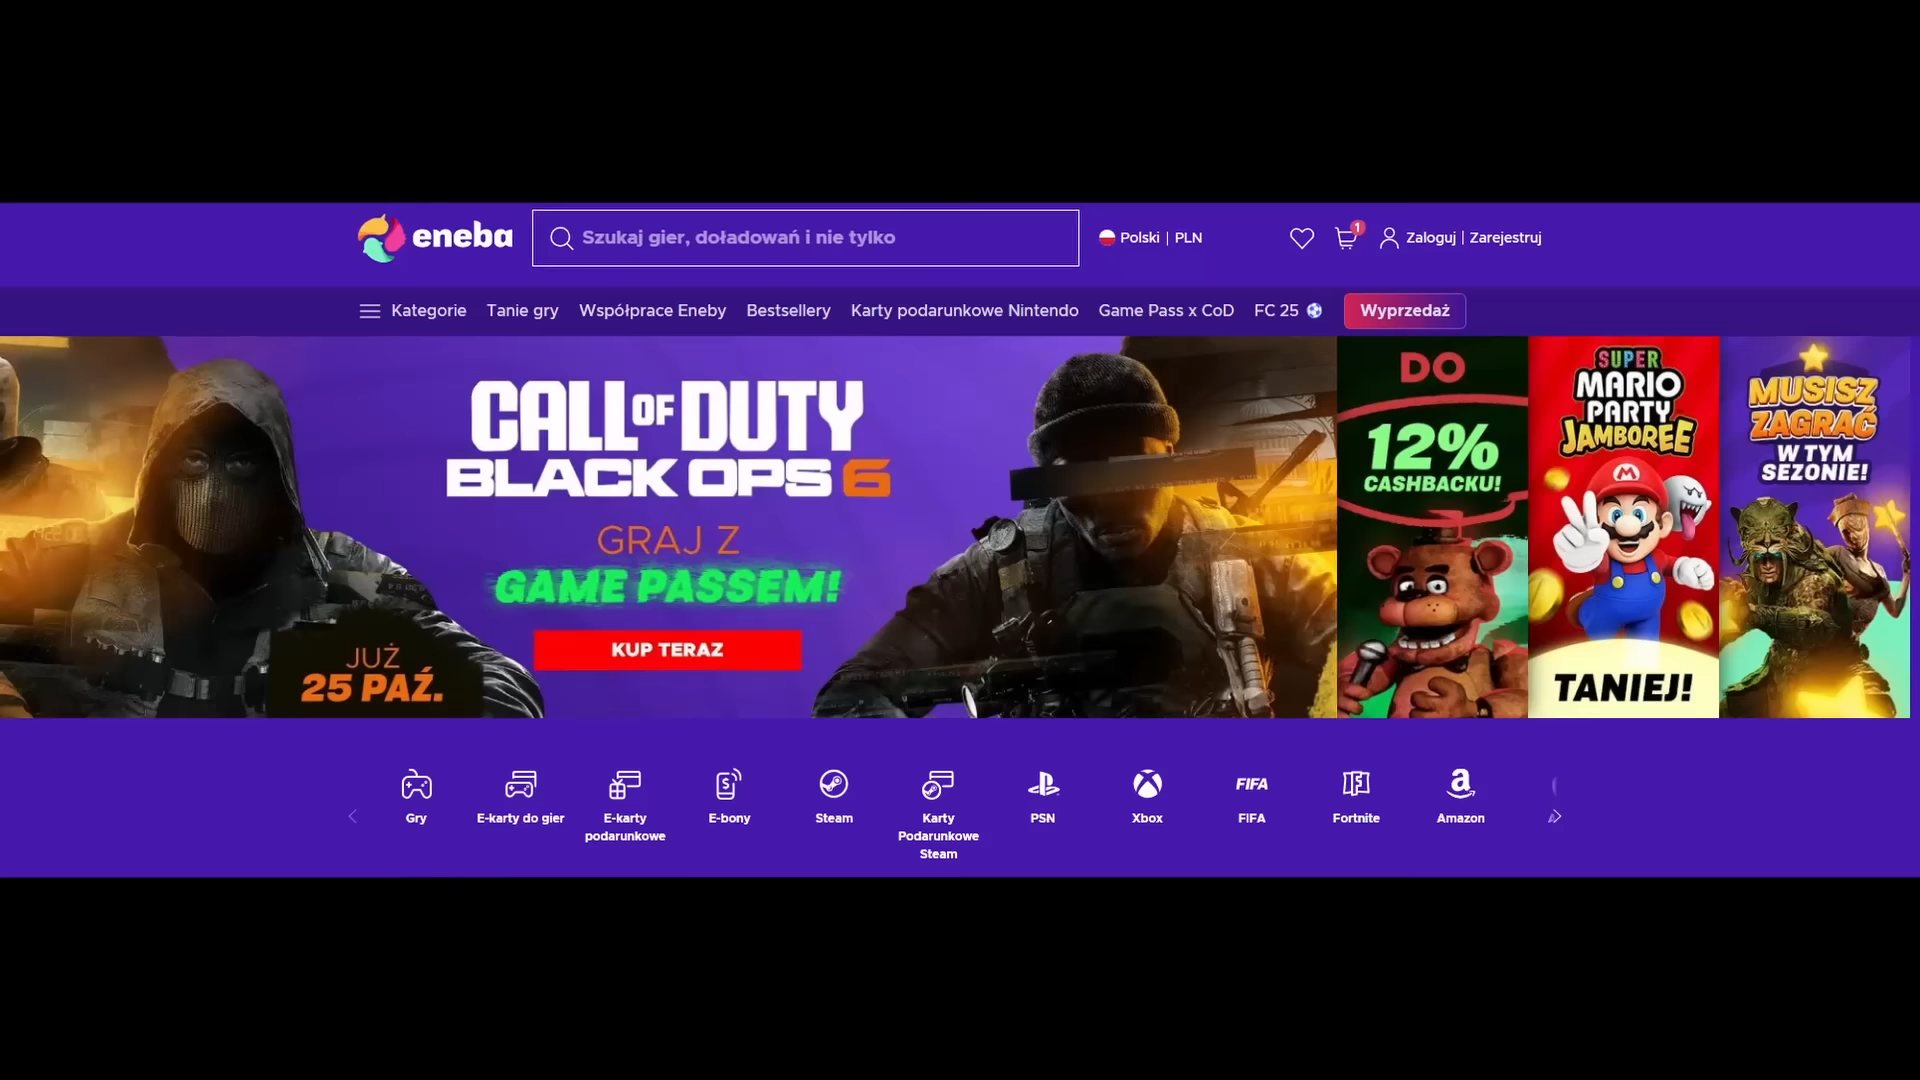 eneba
Szukaj gier, doładowań i nie tylko
Polski | PLN
1
Zaloguj | Zarejestruj
Kategorie
Tanie gry
Współprace Eneby
Bestsellery
Karty podarunkowe Nintendo
Game Pass x CoD
FC 25
Wyprzedaż
CALL OF DUTY
BLACK OPS 6
GRAJ Z
GAME PASSEM!
KUP TERAZ
JUŻ
25 PAŹ.
DO
12%
CASHBACKU!
SUPER
MARIO
PARTY
JAMBOREE
TANIEJ!
MUSISZ
ZAGRAĆ
W TYM
SEZONIE!
Gry
E-karty do gier
E-karty
podarunkowe
E-bony
Steam
Karty
Podarunkowe
Steam
PSN
Xbox
FIFA
FIFA
Fortnite
Amazon